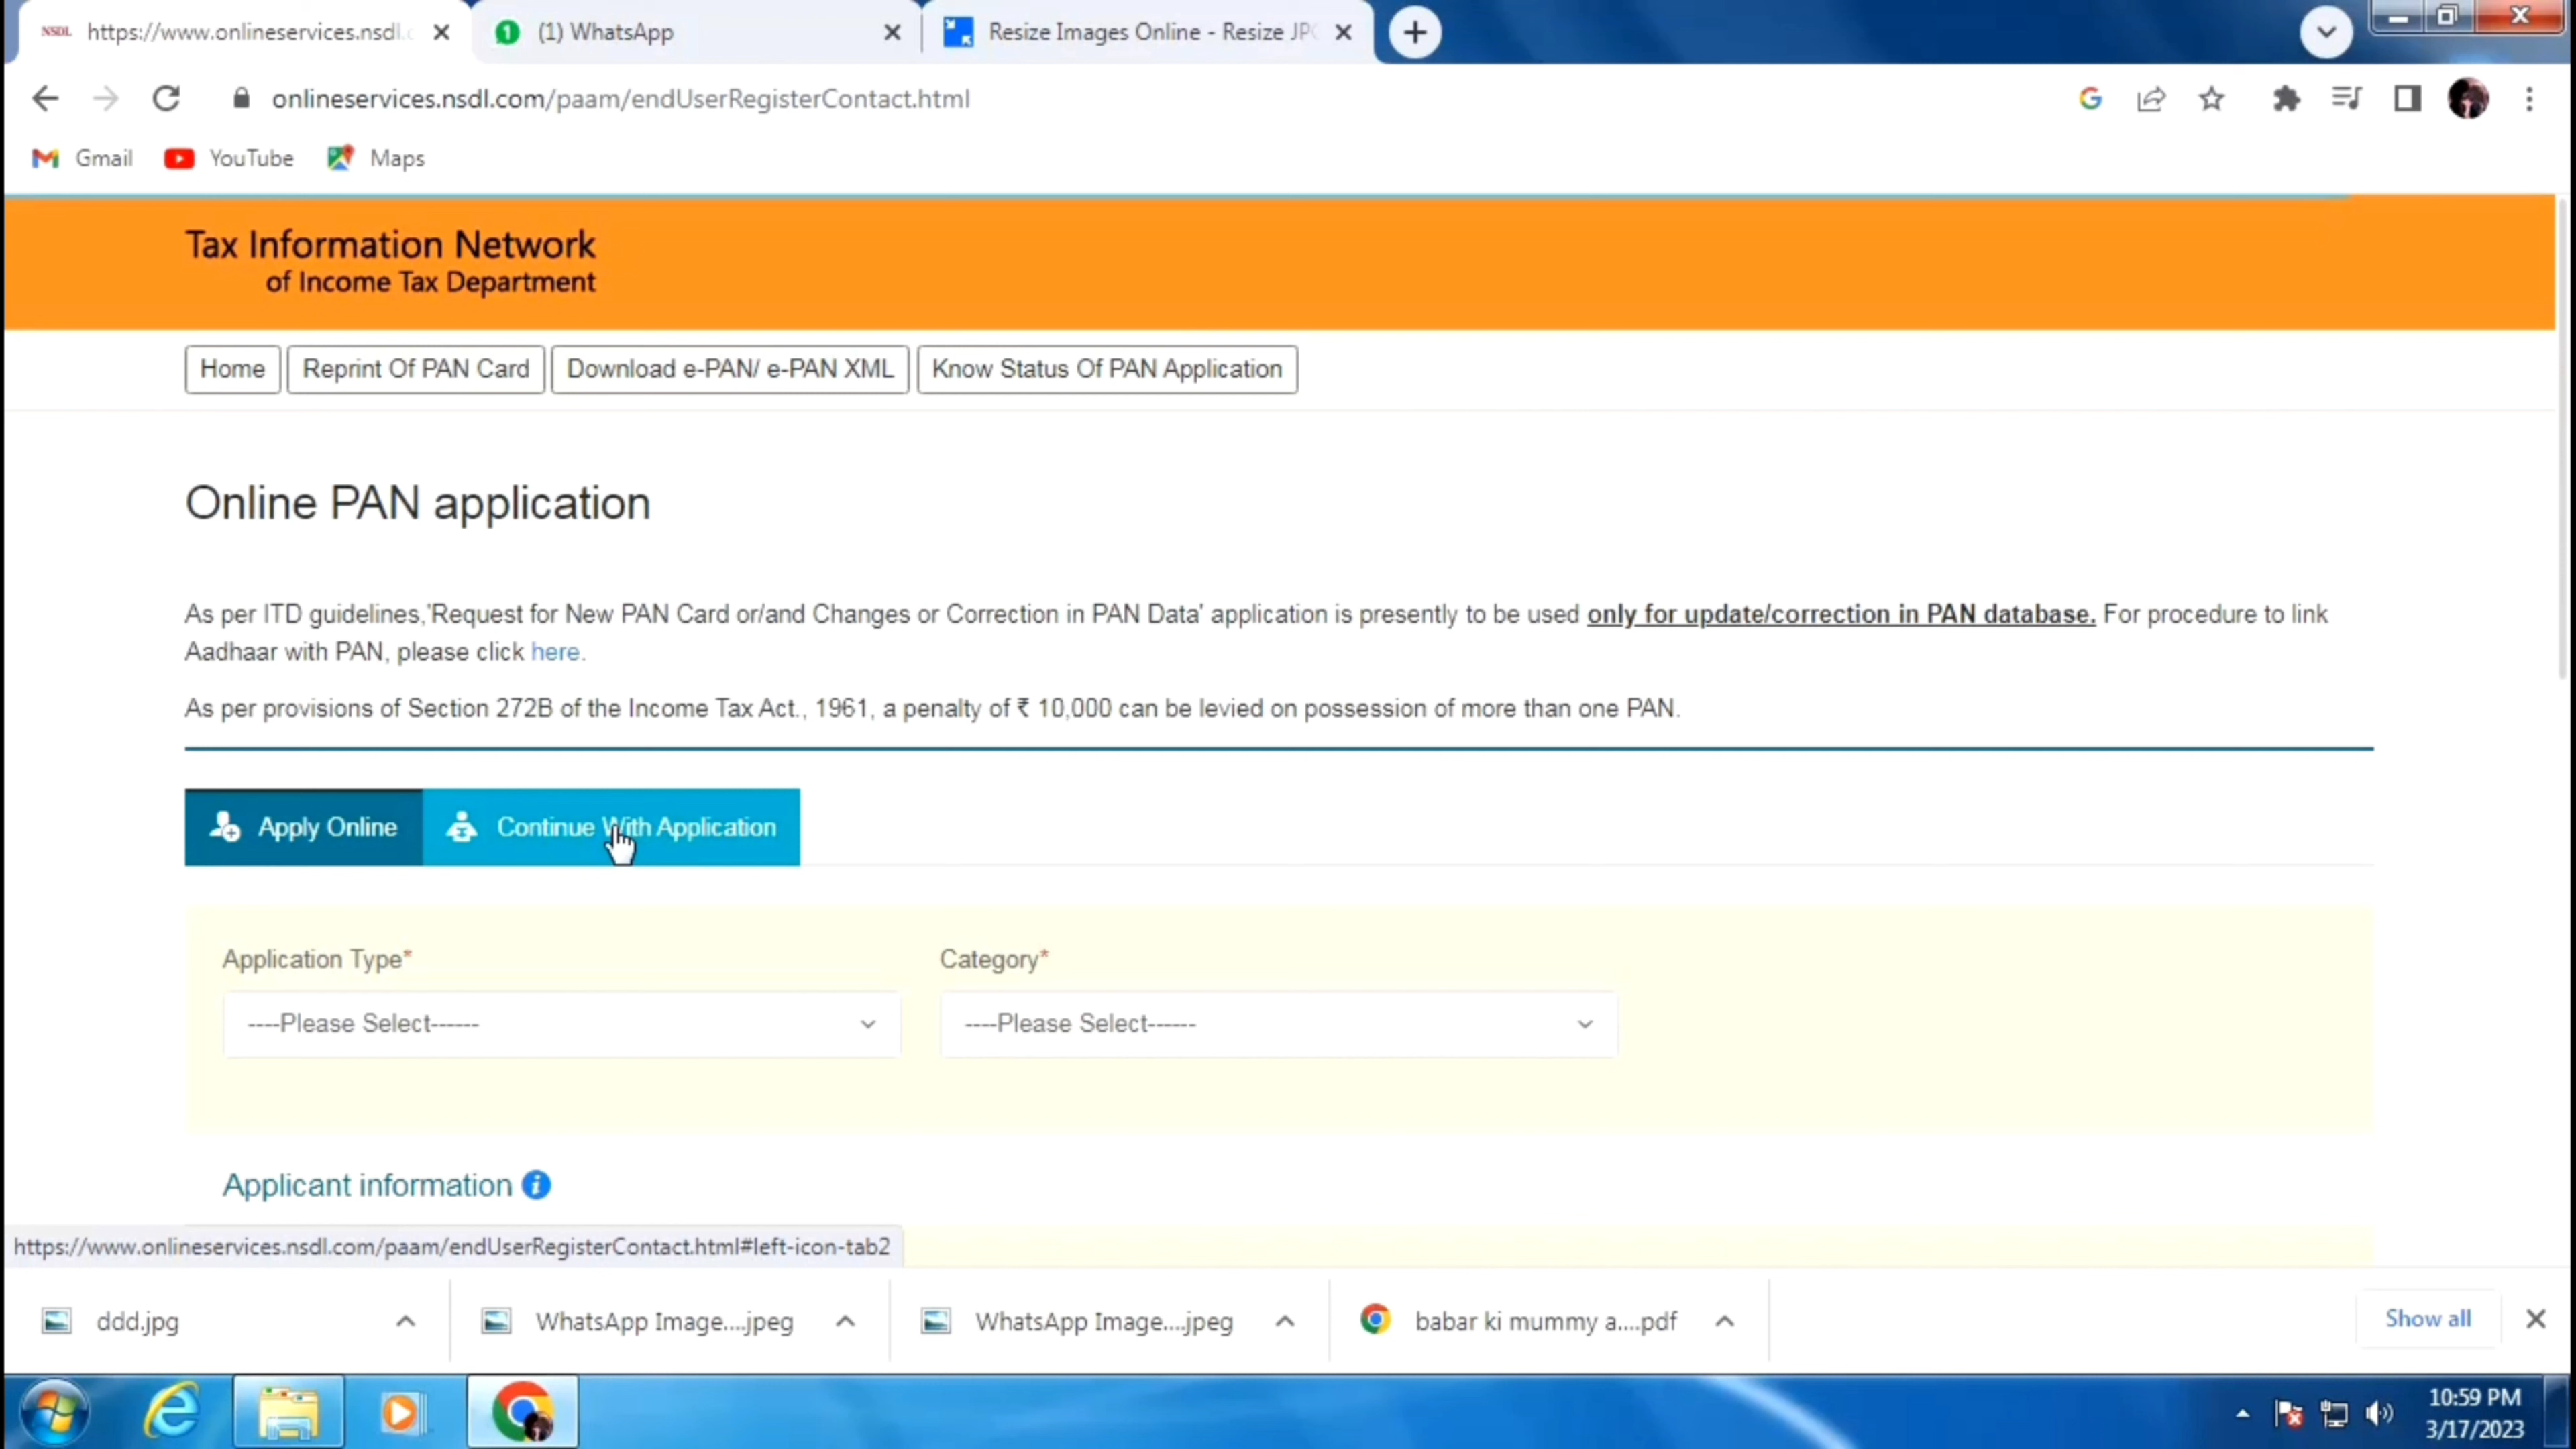 NSDL https://www.onlineservices.nsdl.c
1 (1) WhatsApp
Resize Images Online - Resize JPG
onlineservices.nsdl.com/paam/endUserRegisterContact.html
Gmail YouTube Maps
Tax Information Network
of Income Tax Department
Home Reprint Of PAN Card Download e-PAN/ e-PAN XML Know Status Of PAN Application
Online PAN application
As per ITD guidelines,'Request for New PAN Card or/and Changes or Correction in PAN Data' application is presently to be used only for update/correction in PAN database. For procedure to link
Aadhaar with PAN, please click here.
As per provisions of Section 272B of the Income Tax Act., 1961, a penalty of ₹ 10,000 can be levied on possession of more than one PAN.
Apply Online Continue With Application
Application Type* Category*
----Please Select------ ----Please Select------
Applicant information
https://www.onlineservices.nsdl.com/paam/endUserRegisterContact.html#left-icon-tab2
ddd.jpg WhatsApp Image....jpeg WhatsApp Image....jpeg babar ki mummy a....pdf Show all
10:59 PM
3/17/2023